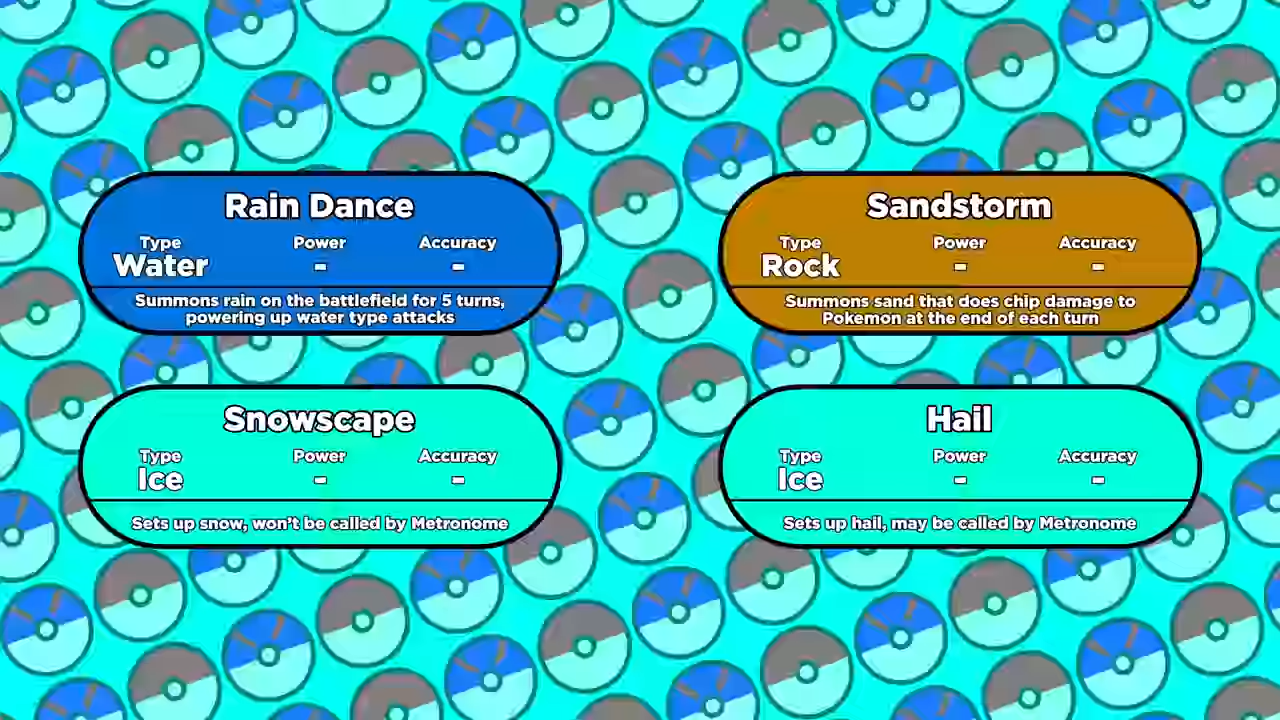 Rain Dance
Type Power Accuracy
Water - -
Summons rain on the battlefield for 5 turns,
powering up water type attacks
Sandstorm
Type Power Accuracy
Rock - -
Summons sand that does chip damage to
Pokemon at the end of each turn
Snowscape
Type Power Accuracy
Ice - -
Sets up snow, won't be called by Metronome
Hail
Type Power Accuracy
Ice - -
Sets up hail, may be called by Metronome